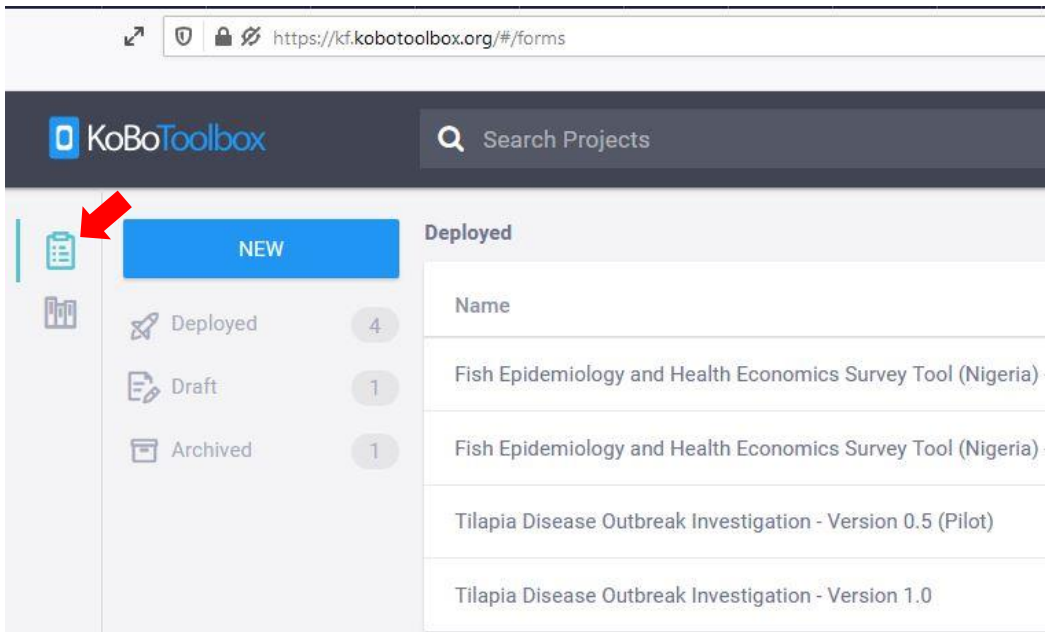 https://kf.kobotoolbox.org/#/forms
KoBoToolbox
Search Projects
NEW
Deployed 4
Draft 1
Archived 1
Deployed
Name
Fish Epidemiology and Health Economics Survey Tool (Nigeria)
Fish Epidemiology and Health Economics Survey Tool (Nigeria)
Tilapia Disease Outbreak Investigation - Version 0.5 (Pilot)
Tilapia Disease Outbreak Investigation - Version 1.0